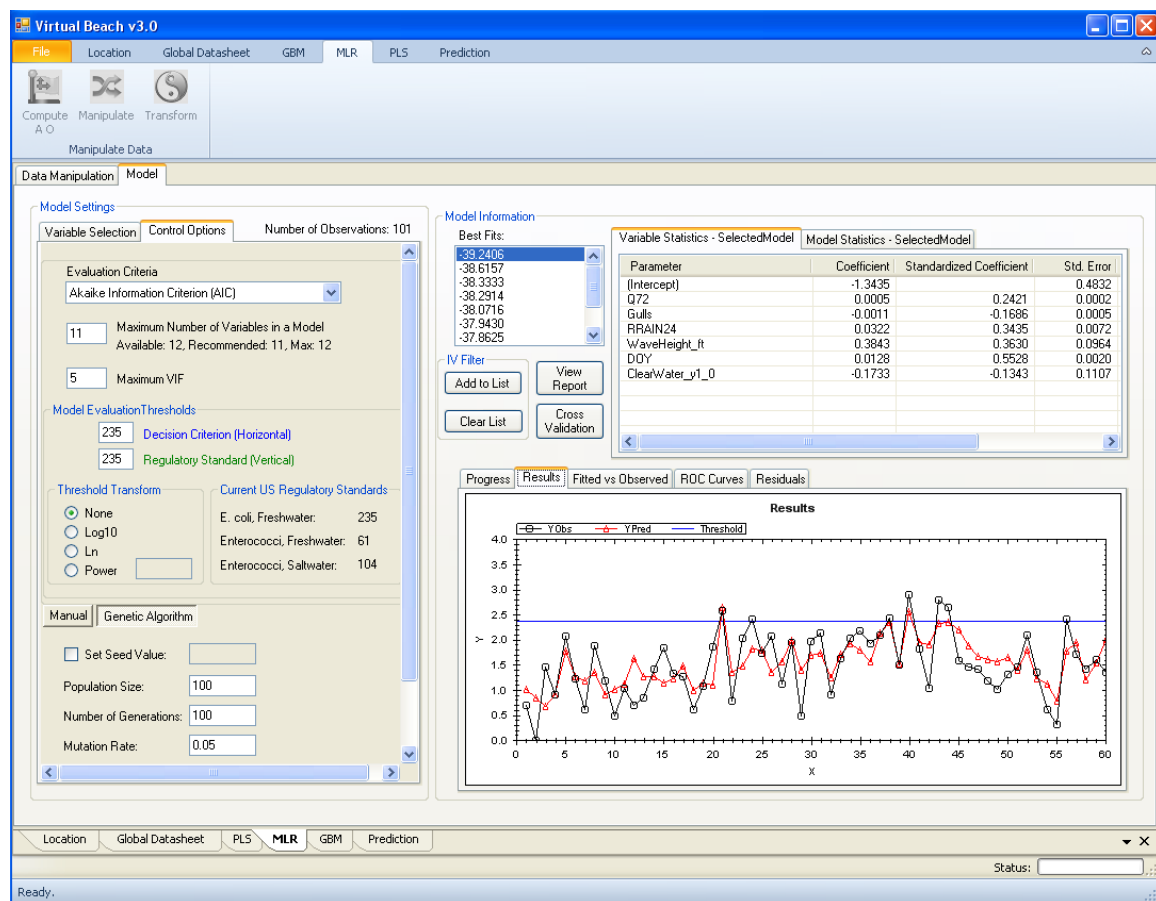 Virtual Beach v3.0
File Location Global Datasheet GBM MLR PLS Prediction
Compute A O
Manipulate
Transform
Manipulate Data
Data Manipulation Model
Model Settings
Variable Selection Control Options Number of Observations: 101
Evaluation Criteria
Akaike Information Criterion (AIC)
11 Maximum Number of Variables in a Model
Available: 12, Recommended: 11, Max: 12
5 Maximum VIF
Model EvaluationThresholds
235 Decision Criterion (Horizontal)
235 Regulatory Standard (Vertical)
Threshold Transform
None
Log10
Ln
Power
Current US Regulatory Standards
E. coli, Freshwater: 235
Enterococci, Freshwater: 61
Enterococci, Saltwater: 104
Manual Genetic Algorithm
Set Seed Value:
Population Size: 100
Number of Generations: 100
Mutation Rate: 0.05
Model Information
Best Fits:
-39.2406
-38.6157
-38.3333
-38.2914
-38.0716
-37.9430
-37.8625
IV Filter
Add to List
Clear List
View Report
Cross Validation
Variable Statistics - SelectedModel Model Statistics - SelectedModel
Parameter Coefficient Standardized Coefficient Std. Error
(Intercept) -1.3435 0.4832
Q72 0.0005 0.2421 0.0002
Gulls -0.0011 -0.1686 0.0005
RRAIN24 0.0322 0.3435 0.0072
WaveHeight_ft 0.3843 0.3630 0.0964
DOY 0.0128 0.5528 0.0020
ClearWater_y1_0 -0.1733 -0.1343 0.1107
Progress Results Fitted vs Observed ROC Curves Residuals
Results
YObs YPred Threshold
4.0
3.5
3.0
2.5
2.0
1.5
1.0
0.5
0.0
Y
0 5 10 15 20 25 30 35 40 45 50 55 60
X
Location Global Datasheet PLS MLR GBM Prediction
Status:
Ready.